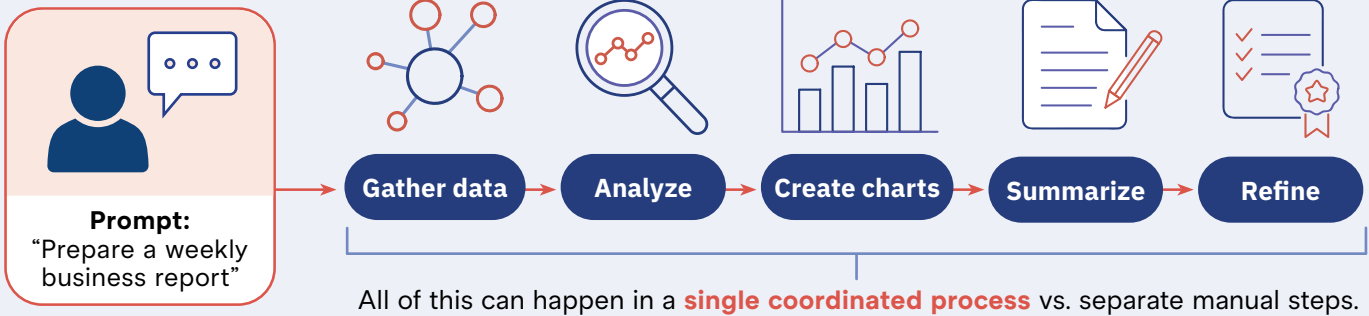 Prompt:
“Prepare a weekly
business report”
Gather data
Analyze
Create charts
Summarize
Refine
All of this can happen in a single coordinated process vs. separate manual steps.